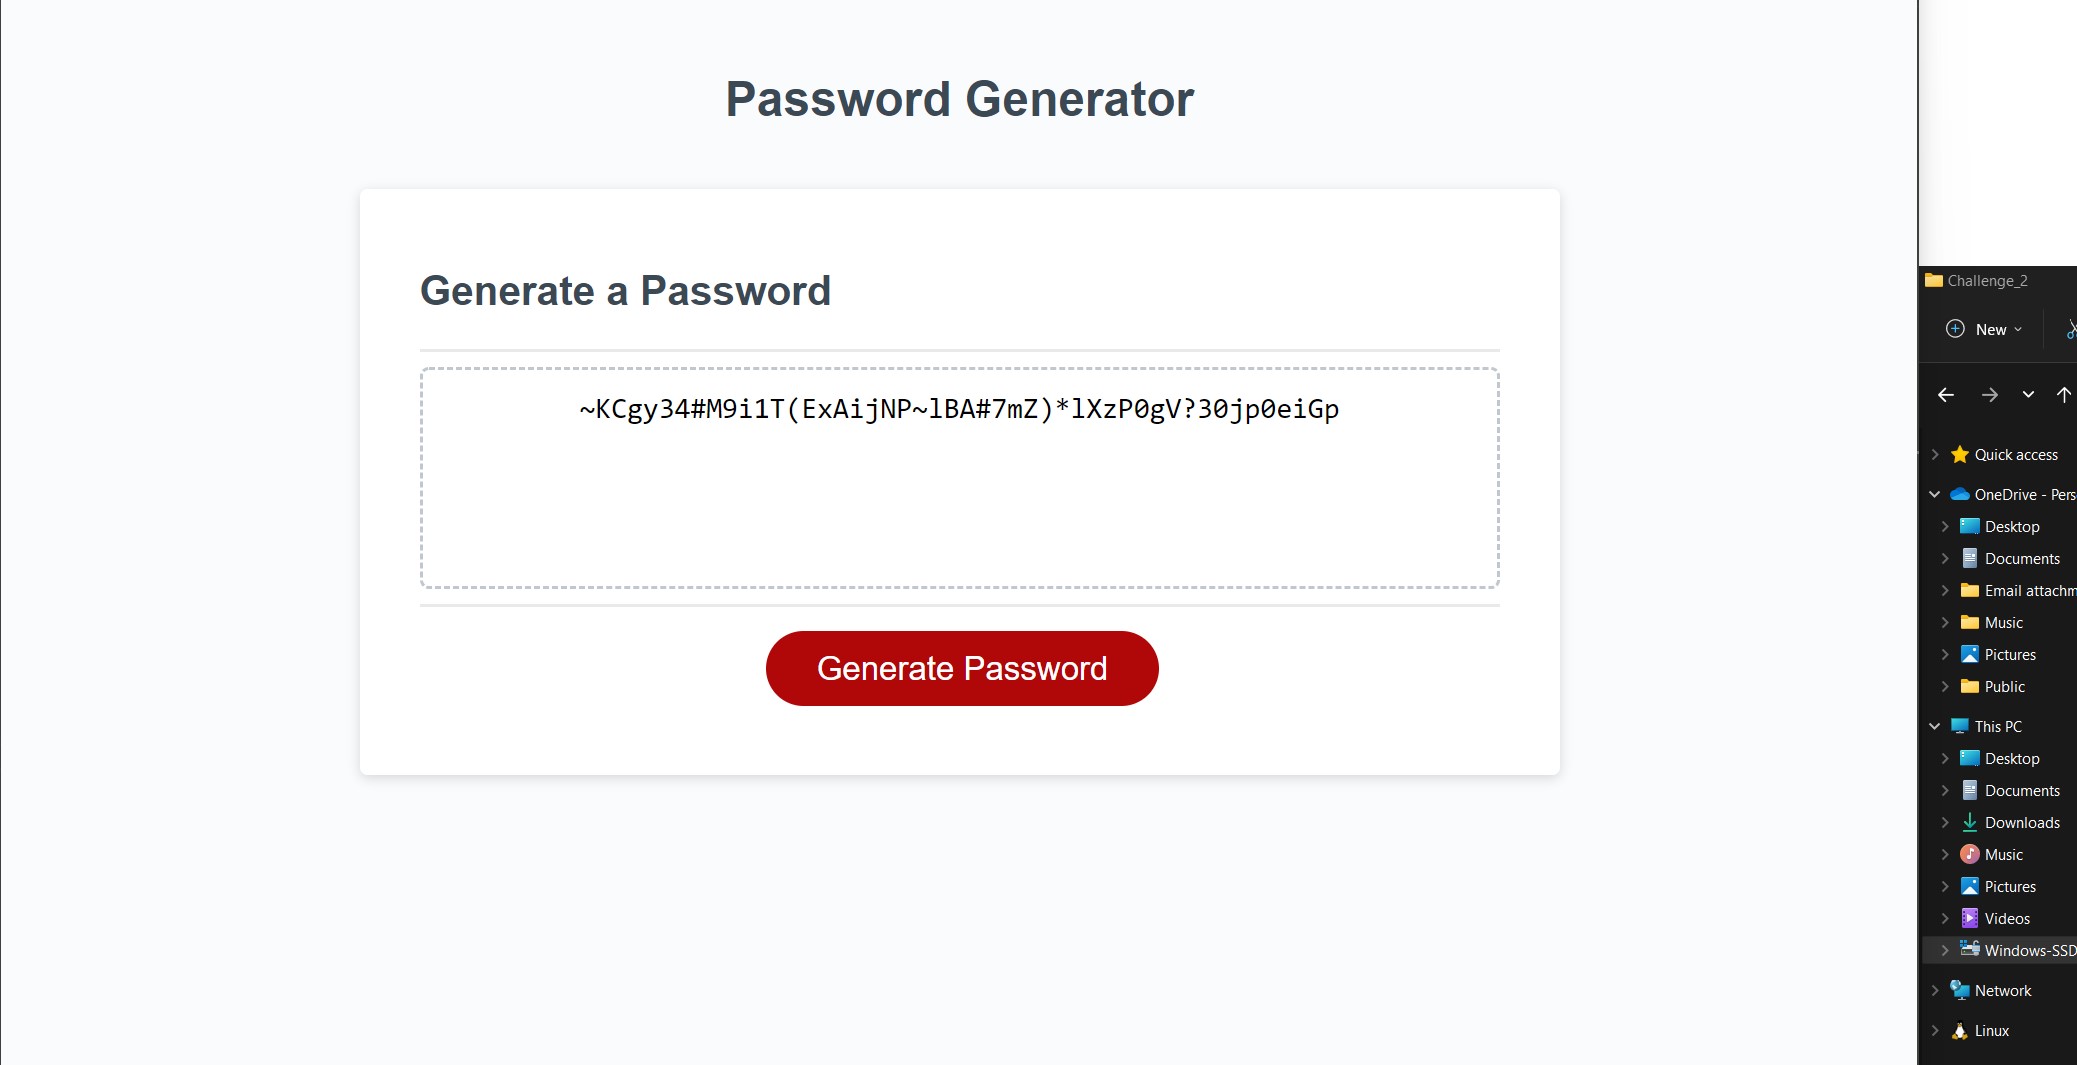 Password Generator
Generate a Password
~KCgy34#M9i1T(ExAijNP~lBA#7mZ)*lXzP0gV?30jp0eiGp
Generate Password
Challenge_2
New
Quick access
OneDrive - Pers
Desktop
Documents
Email attachm
Music
Pictures
Public
This PC
Desktop
Documents
Downloads
Music
Pictures
Videos
Windows-SSD
Network
Linux